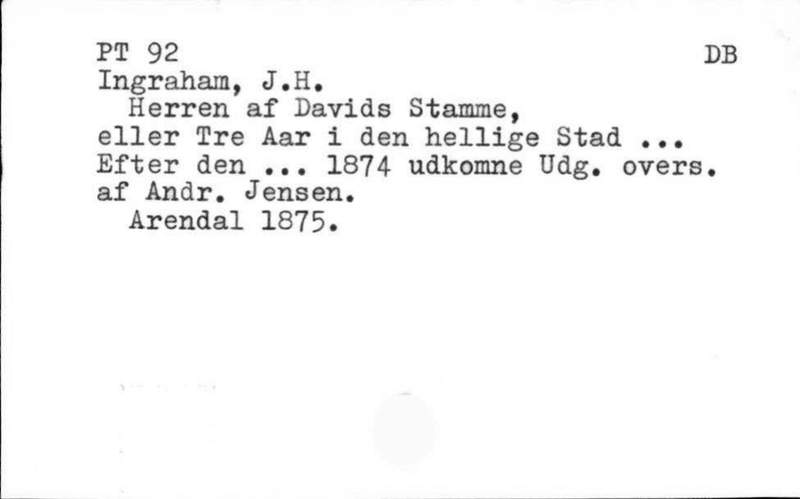 PT 92 DB
Ingraham, J.H.
Herren af Davids Stamme,
eller Tre Aar i den hellige Stad ...
Efter den ... 1874 udkomne Udg. overs.
af Andr. Jensen.
Arendal 1875.